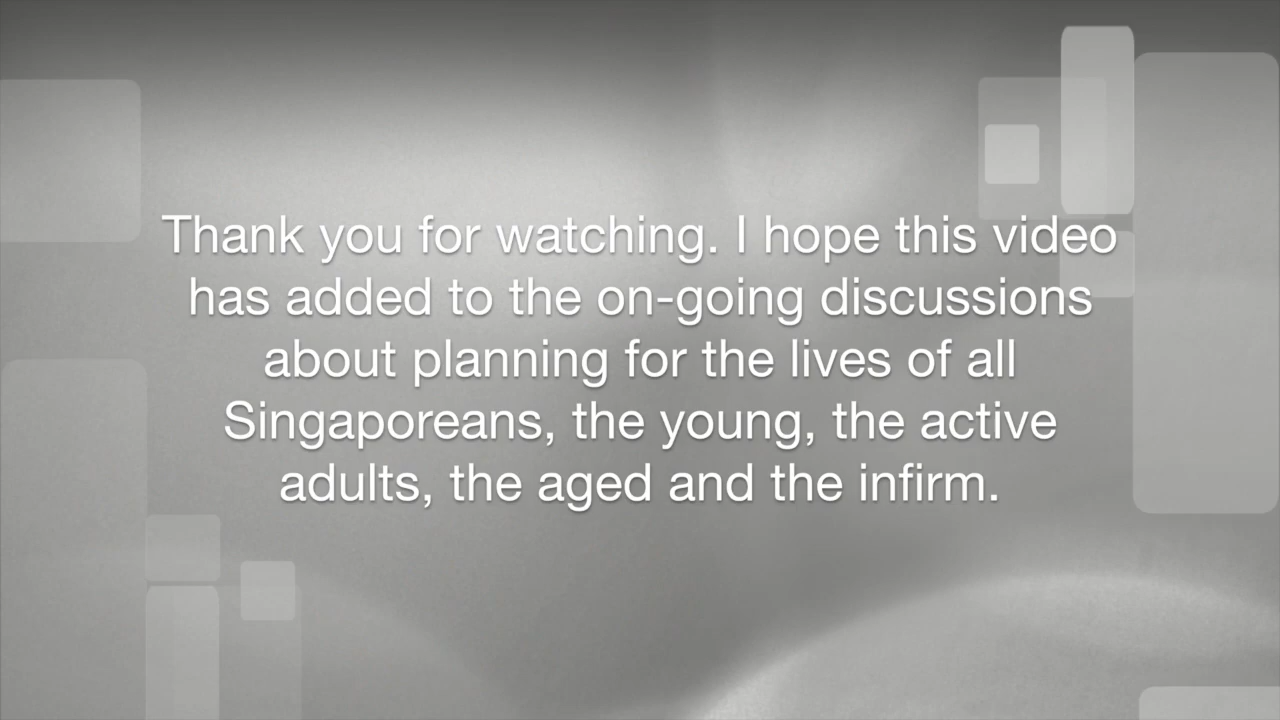 Thank you for watching. I hope this video
has added to the on-going discussions
about planning for the lives of all
Singaporeans, the young, the active
adults, the aged and the infirm.